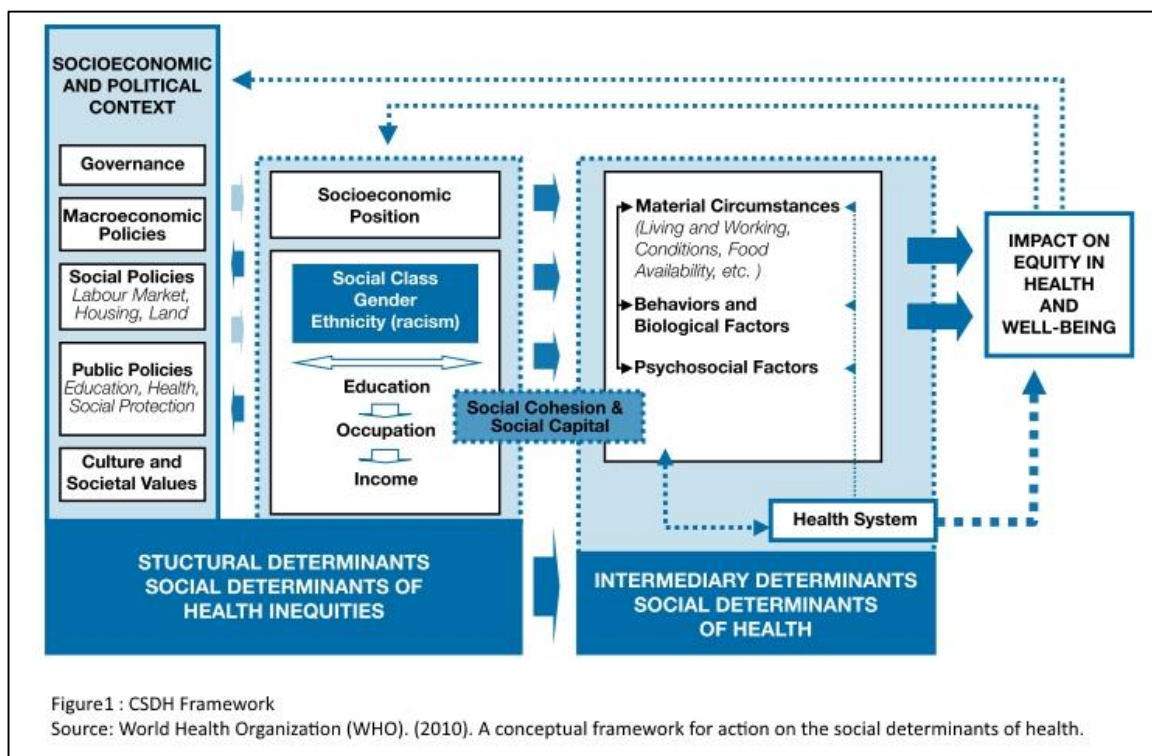 SOCIOECONOMIC
AND POLITICAL
CONTEXT
Governance
Macroeconomic
Policies
Social Policies
Labour Market,
Housing, Land
Public Policies
Education, Health,
Social Protection
Culture and
Societal Values
Socioeconomic
Position
Social Class
Gender
Ethnicity (racism)
Education
Occupation
Income
Social Cohesion &
Social Capital
Material Circumstances
(Living and Working,
Conditions, Food
Availability, etc. )
Behaviors and
Biological Factors
Psychosocial Factors
Health System
IMPACT ON
EQUITY IN
HEALTH
AND
WELL-BEING
STUCTURAL DETERMINANTS
SOCIAL DETERMINANTS OF
HEALTH INEQUITIES
INTERMEDIARY DETERMINANTS
SOCIAL DETERMINANTS
OF HEALTH
Figure1 : CSDH Framework
Source: World Health Organization (WHO). (2010). A conceptual framework for action on the social determinants of health.